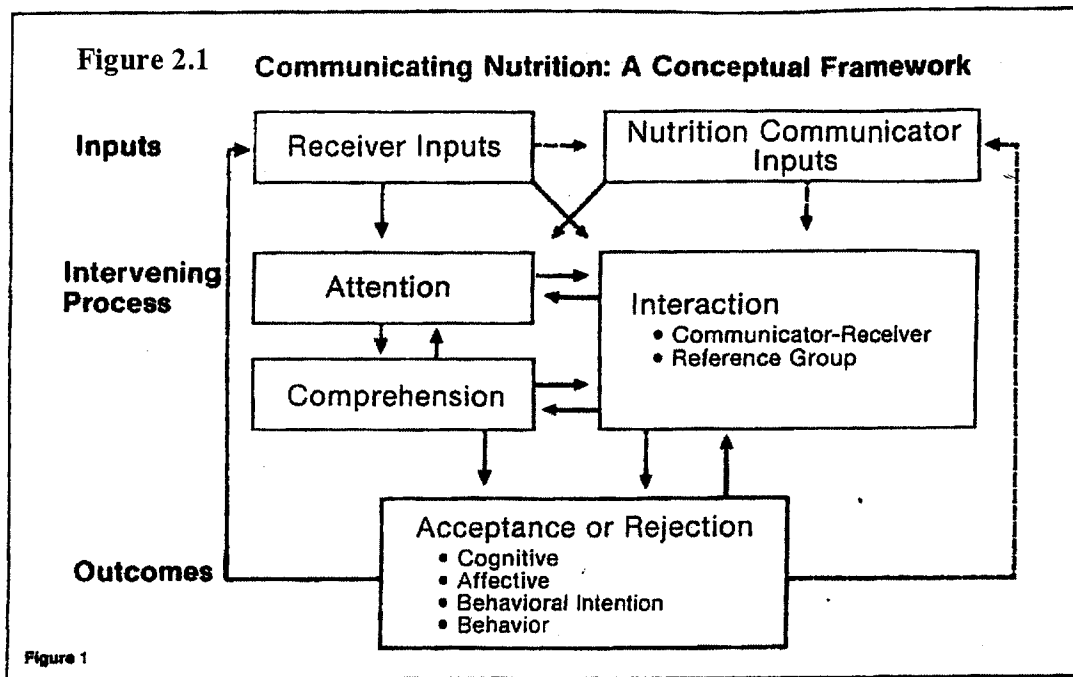 Figure 2.1
Communicating Nutrition: A Conceptual Framework
Inputs
Receiver Inputs
Nutrition Communicator
Inputs
Intervening
Process
Attention
Interaction
• Communicator-Receiver
• Reference Group
Comprehension
Outcomes
Acceptance or Rejection
• Cognitive
• Affective
• Behavioral Intention
• Behavior
Figure 1